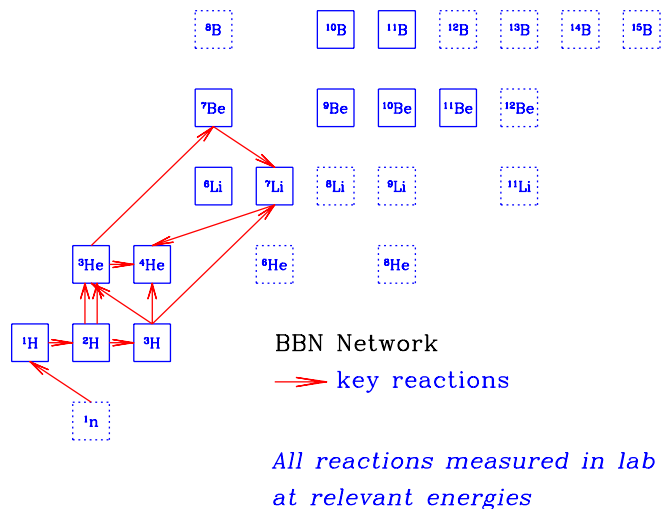 ⁸B ¹⁰B ¹¹B ¹²B ¹³B ¹⁴B ¹⁵B
⁷Be ⁹Be ¹⁰Be ¹¹Be ¹²Be
⁶Li ⁷Li ⁸Li ⁹Li ¹¹Li
³He ⁴He ⁶He ⁸He
¹H ²H ³H
BBN Network
key reactions
¹n
All reactions measured in lab
at relevant energies